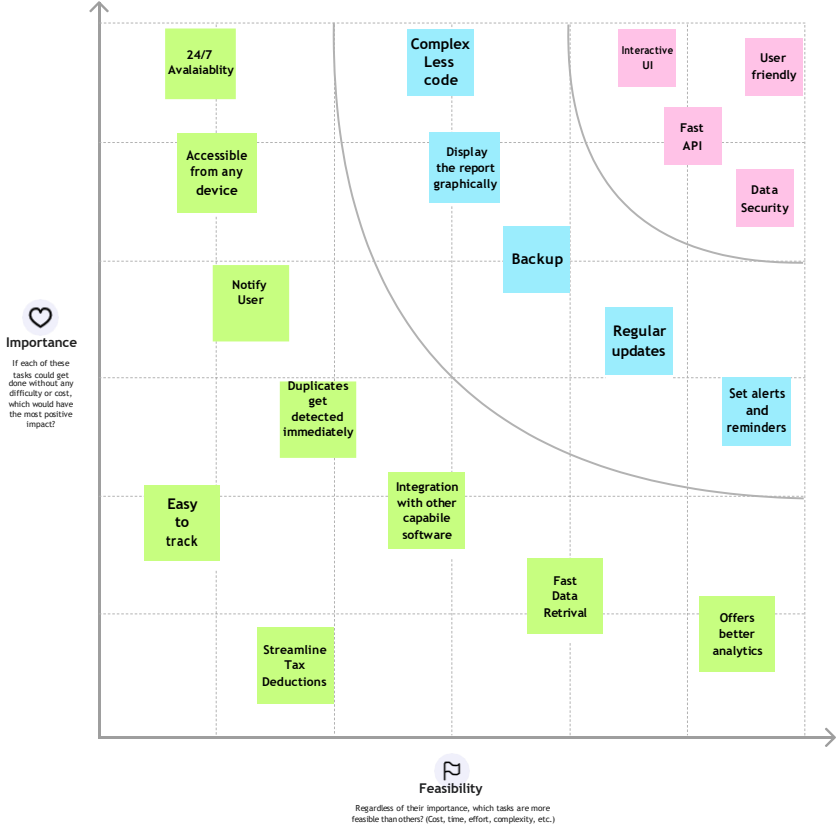 24/7
Avalaiablity
Complex
Less
code
Interactive
UI
User
friendly
Fast
API
Accessible
from any
device
Display
the report
graphically
Data
Security
Backup
Notify
User
Regular
updates
Importance
If each of these
tasks could get
done without any
difficulty or cost,
which would have
the most positive
impact?
Duplicates
get
detected
immediately
Set alerts
and
reminders
Easy
to
track
Integration
with other
capabile
software
Fast
Data
Retrival
Offers
better
analytics
Streamline
Tax
Deductions
Feasibility
Regardless of their importance, which tasks are more
feasible than others? (Cost, time, effort, complexity, etc.)